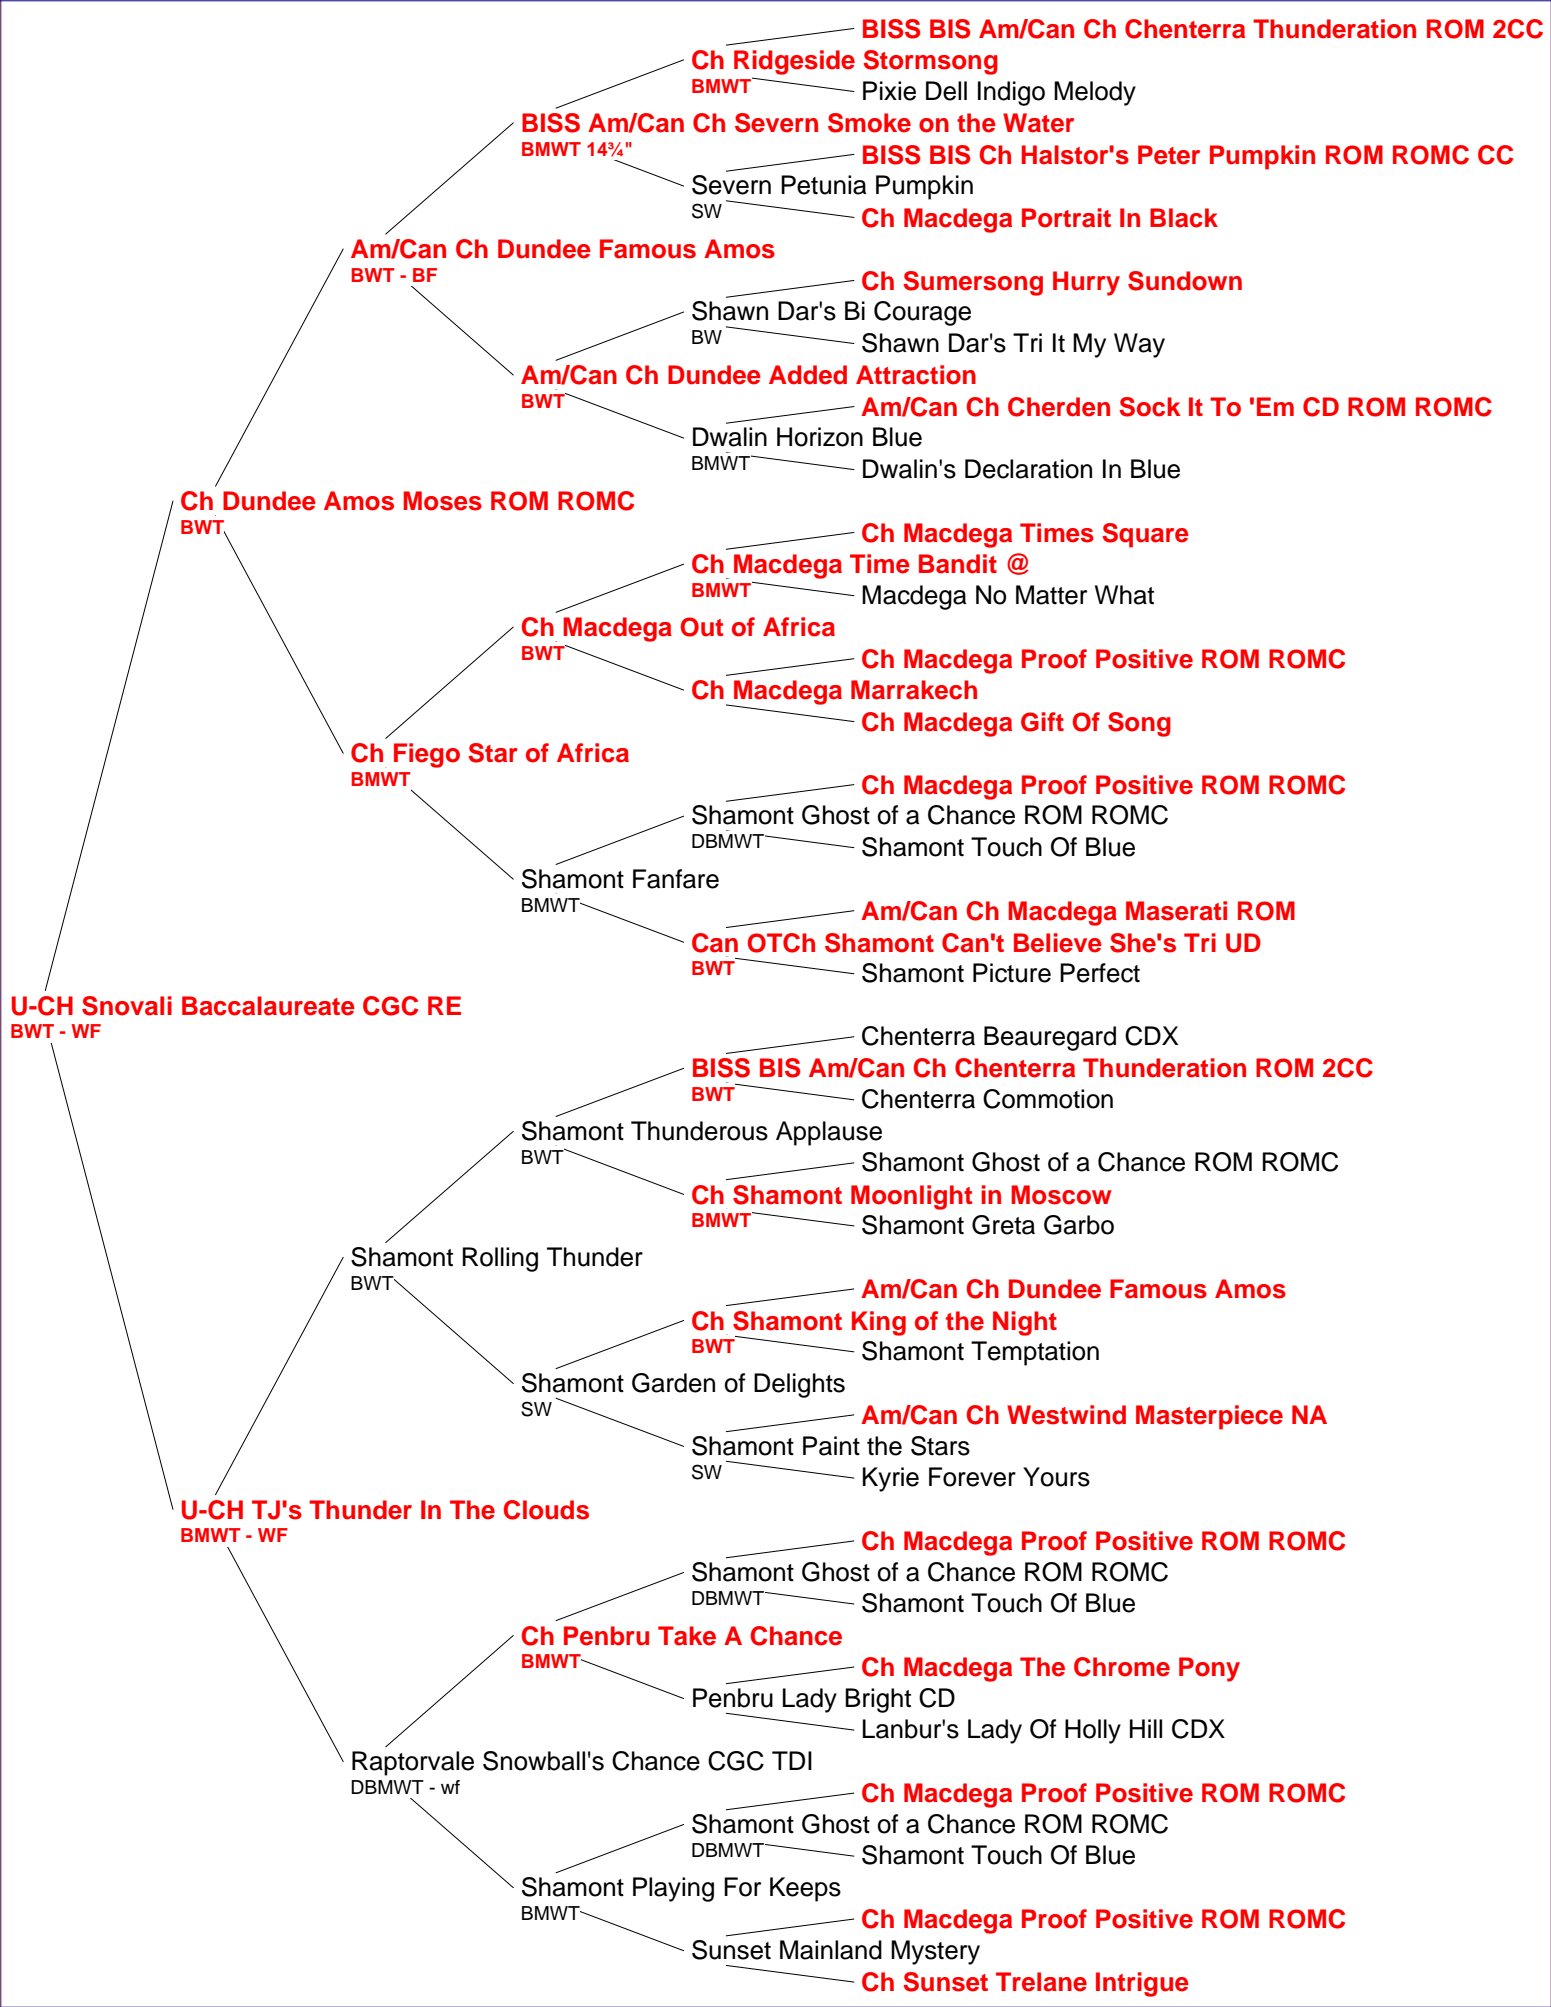 BISS BIS Am/Can Ch Chenterra Thunderation ROM 2CC
Ch Ridgeside Stormsong
BMWT
Pixie Dell Indigo Melody
BISS Am/Can Ch Severn Smoke on the Water
BMWT 14¾"
BISS BIS Ch Halstor's Peter Pumpkin ROM ROMC CC
Severn Petunia Pumpkin
SW
Ch Macdega Portrait In Black
Am/Can Ch Dundee Famous Amos
BWT - BF
Ch Sumersong Hurry Sundown
Shawn Dar's Bi Courage
BW
Shawn Dar's Tri It My Way
Am/Can Ch Dundee Added Attraction
BWT
Am/Can Ch Cherden Sock It To 'Em CD ROM ROMC
Dwalin Horizon Blue
BMWT
Dwalin's Declaration In Blue
Ch Dundee Amos Moses ROM ROMC
BWT
Ch Macdega Times Square
Ch Macdega Time Bandit @
BMWT
Macdega No Matter What
Ch Macdega Out of Africa
BWT
Ch Macdega Proof Positive ROM ROMC
Ch Macdega Marrakech
Ch Macdega Gift Of Song
Ch Fiego Star of Africa
BMWT
Ch Macdega Proof Positive ROM ROMC
Shamont Ghost of a Chance ROM ROMC
DBMWT
Shamont Touch Of Blue
Shamont Fanfare
BMWT
Am/Can Ch Macdega Maserati ROM
Can OTCh Shamont Can't Believe She's Tri UD
BWT
Shamont Picture Perfect
U-CH Snovali Baccalaureate CGC RE
BWT - WF
Chenterra Beauregard CDX
BISS BIS Am/Can Ch Chenterra Thunderation ROM 2CC
BWT
Chenterra Commotion
Shamont Thunderous Applause
BWT
Shamont Ghost of a Chance ROM ROMC
Ch Shamont Moonlight in Moscow
BMWT
Shamont Greta Garbo
Shamont Rolling Thunder
BWT
Am/Can Ch Dundee Famous Amos
Ch Shamont King of the Night
BWT
Shamont Temptation
Shamont Garden of Delights
SW
Am/Can Ch Westwind Masterpiece NA
Shamont Paint the Stars
SW
Kyrie Forever Yours
U-CH TJ's Thunder In The Clouds
BMWT - WF
Ch Macdega Proof Positive ROM ROMC
Shamont Ghost of a Chance ROM ROMC
DBMWT
Shamont Touch Of Blue
Ch Penbru Take A Chance
BMWT
Ch Macdega The Chrome Pony
Penbru Lady Bright CD
Lanbur's Lady Of Holly Hill CDX
Raptorvale Snowball's Chance CGC TDI
DBMWT - wf
Ch Macdega Proof Positive ROM ROMC
Shamont Ghost of a Chance ROM ROMC
DBMWT
Shamont Touch Of Blue
Shamont Playing For Keeps
BMWT
Ch Macdega Proof Positive ROM ROMC
Sunset Mainland Mystery
Ch Sunset Trelane Intrigue